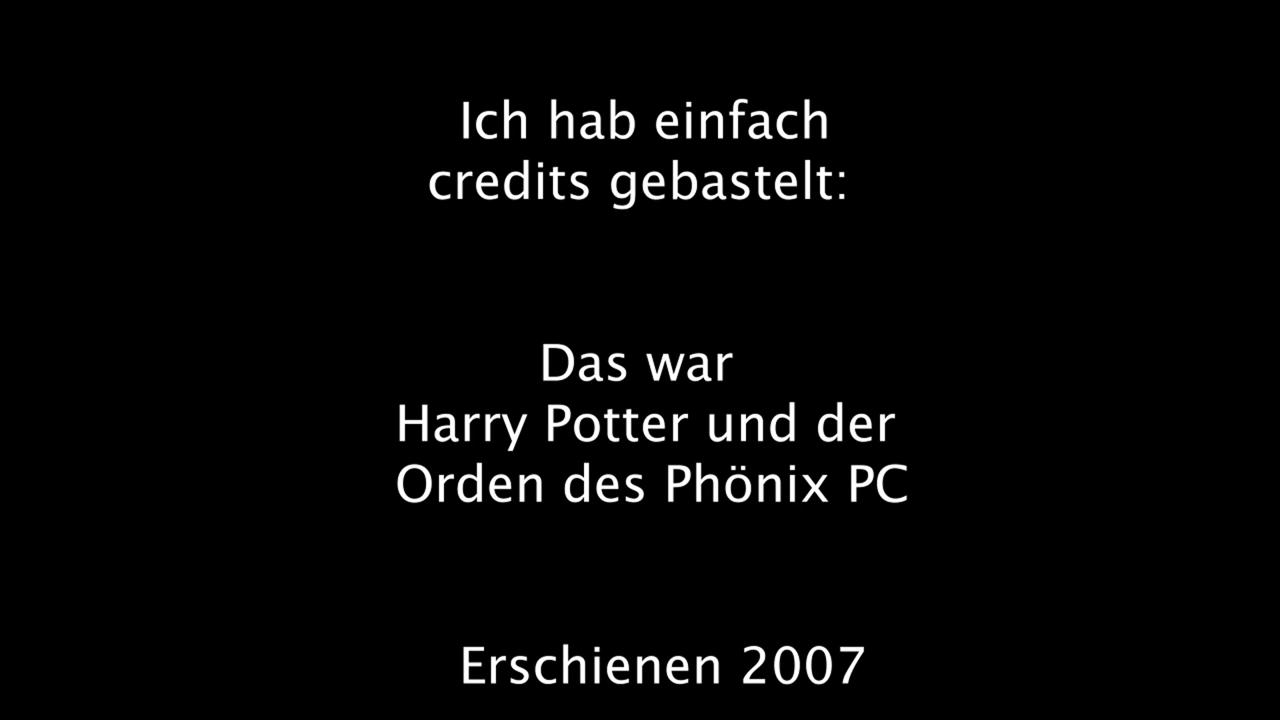 Ich hab einfach
credits gebastelt:
Das war
Harry Potter und der
Orden des Phönix PC
Erschienen 2007